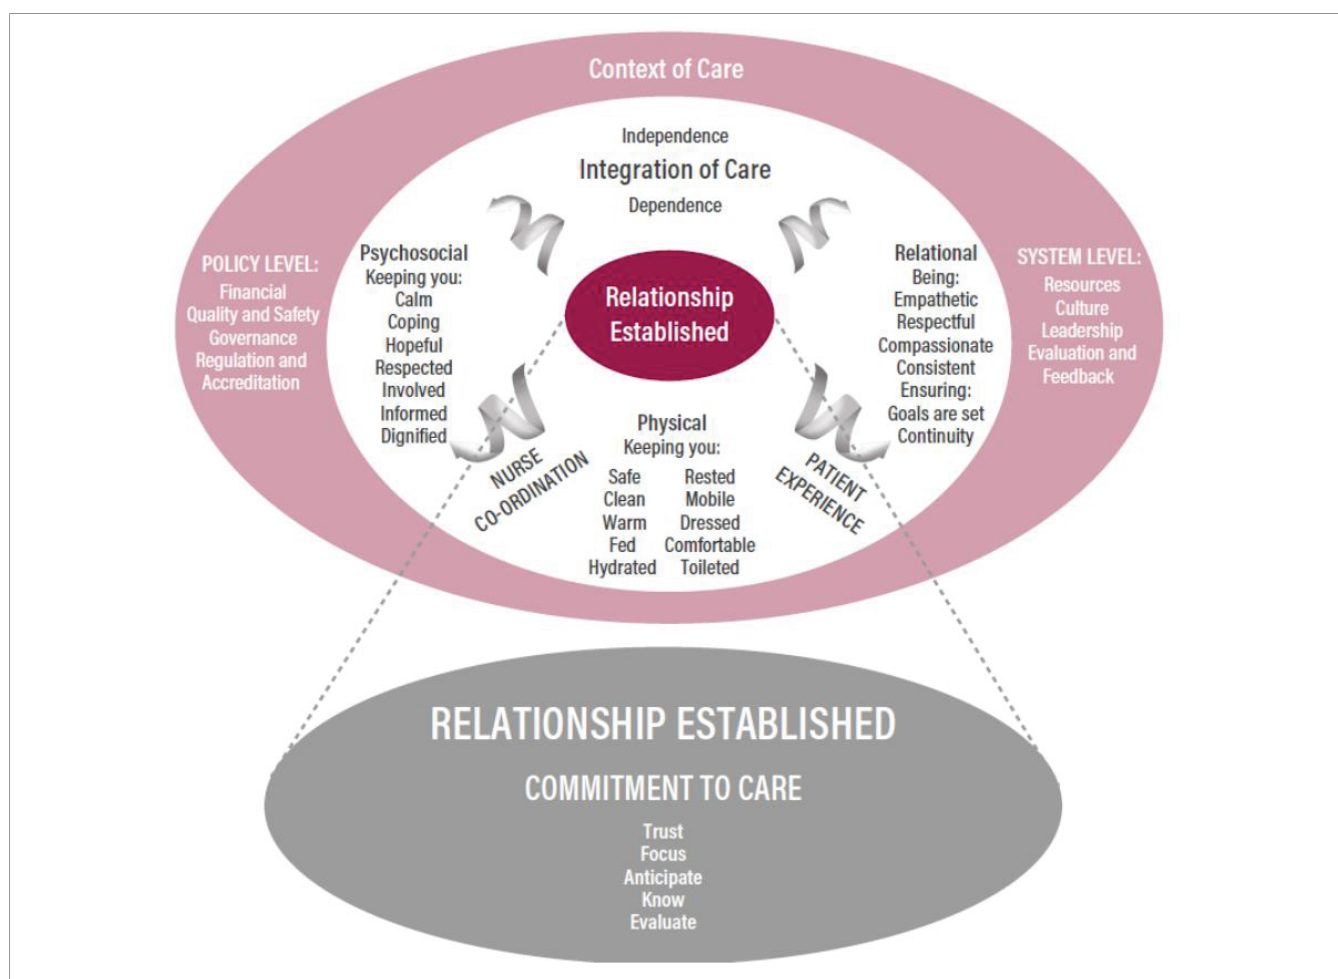 Context of Care
Independence
Integration of Care
Dependence
POLICY LEVEL:
Financial
Quality and Safety
Governance
Regulation and
Accreditation
Psychosocial
Keeping you:
Calm
Coping
Hopeful
Respected
Involved
Informed
Dignified
Relationship
Established
Relational
Being:
Empathetic
Respectful
Compassionate
Consistent
Ensuring:
Goals are set
Continuity
SYSTEM LEVEL:
Resources
Culture
Leadership
Evaluation and
Feedback
NURSE
CO-ORDINATION
Physical
Keeping you:
Safe
Clean
Warm
Fed
Hydrated
Rested
Mobile
Dressed
Comfortable
Toileted
PATIENT
EXPERIENCE
RELATIONSHIP ESTABLISHED
COMMITMENT TO CARE
Trust
Focus
Anticipate
Know
Evaluate